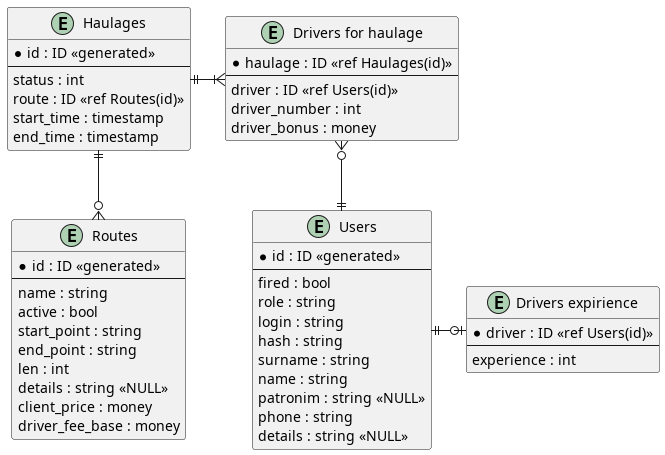 E Haulages
* id : ID «generated»
status : int
route : ID «ref Routes(id)»
start_time : timestamp
end_time : timestamp
E Drivers for haulage
* haulage : ID «ref Haulages(id)»
driver : ID «ref Users(id)»
driver_number : int
driver_bonus : money
E Routes
* id : ID «generated»
name : string
active : bool
start_point : string
end_point : string
len : int
details : string «NULL»
client_price : money
driver_fee_base : money
E Users
* id : ID «generated»
fired : bool
role : string
login : string
hash : string
surname : string
name : string
patronim : string «NULL»
phone : string
details : string «NULL»
E Drivers expirience
* driver : ID «ref Users(id)»
experience : int